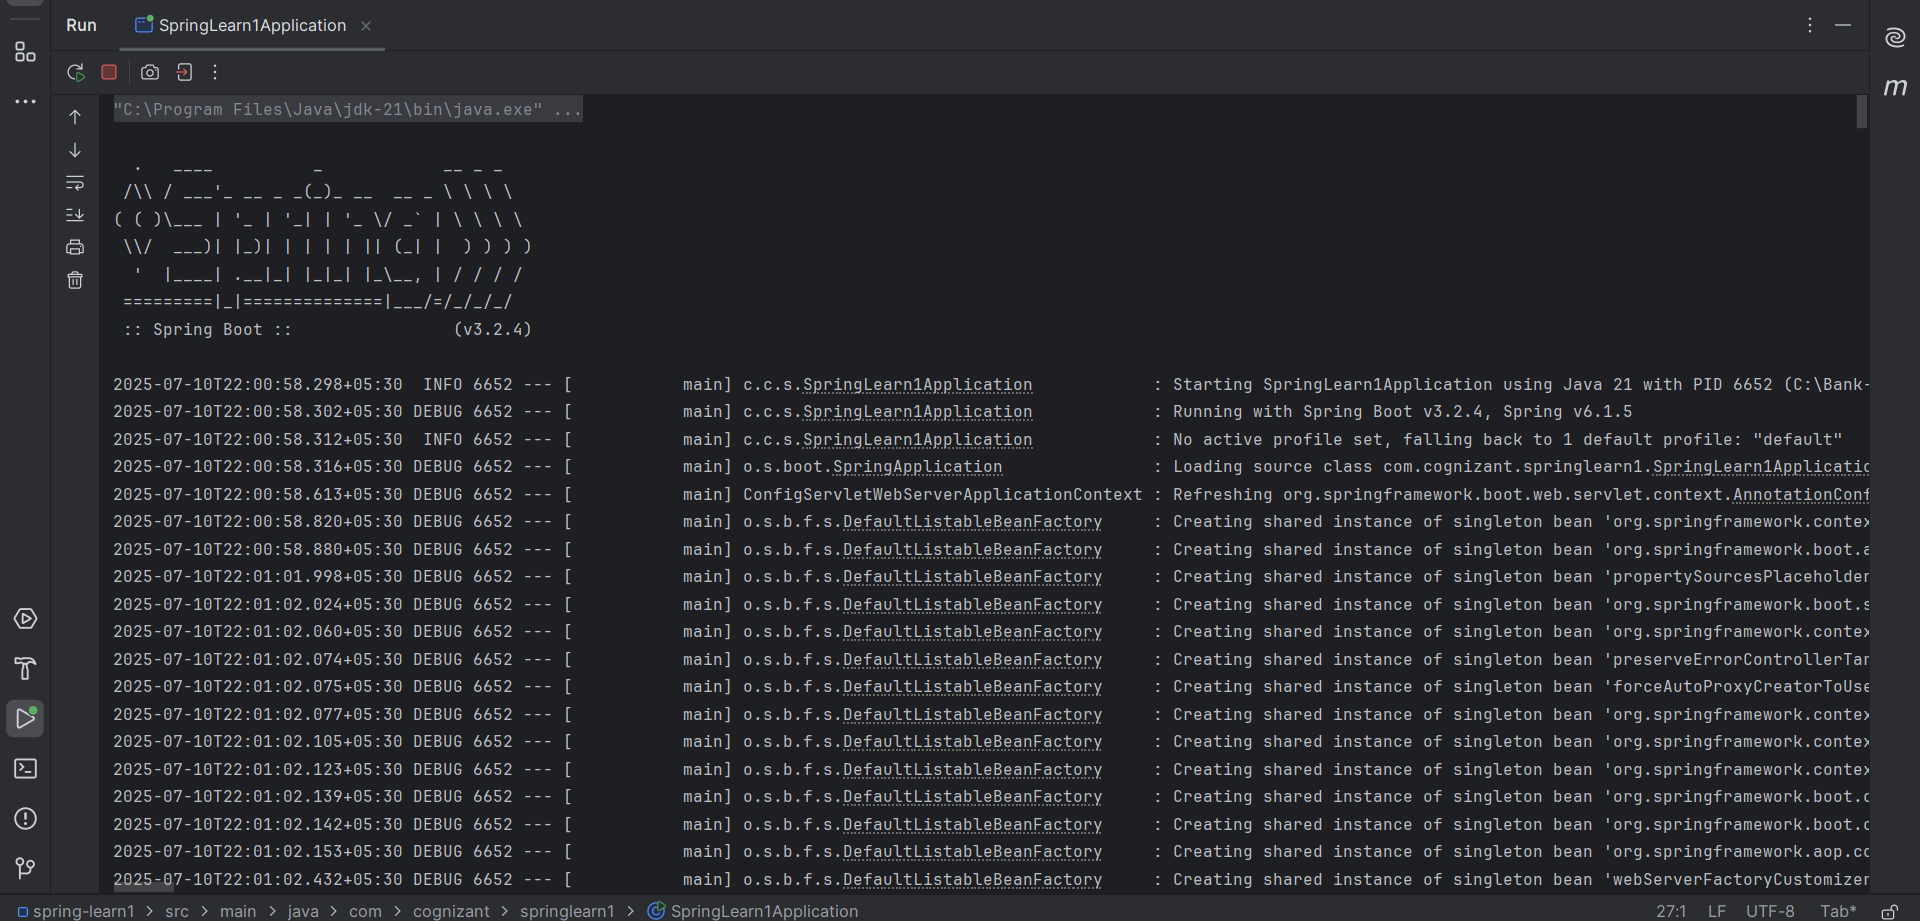 Run SpringLearn1Application
"C:\Program Files\Java\jdk-21\bin\java.exe" ...
  .   ____          _            __ _ _
 /\\ / ___'_ __ _ _(_)_ __  __ _ \ \ \ \
( ( )\___ | '_ | '_| | '_ \/ _` | \ \ \ \
 \\/  ___)| |_)| | | | | || (_| |  ) ) ) )
  '  |____| .__|_| |_|_| |_\__, | / / / /
 =========|_|==============|___/=/_/_/_/
 :: Spring Boot ::                (v3.2.4)
2025-07-10T22:00:58.298+05:30  INFO 6652 --- [           main] c.c.s.SpringLearn1Application            : Starting SpringLearn1Application using Java 21 with PID 6652 (C:\Bank-
2025-07-10T22:00:58.302+05:30 DEBUG 6652 --- [           main] c.c.s.SpringLearn1Application            : Running with Spring Boot v3.2.4, Spring v6.1.5
2025-07-10T22:00:58.312+05:30  INFO 6652 --- [           main] c.c.s.SpringLearn1Application            : No active profile set, falling back to 1 default profile: "default"
2025-07-10T22:00:58.316+05:30 DEBUG 6652 --- [           main] o.s.boot.SpringApplication               : Loading source class com.cognizant.springlearn1.SpringLearn1Applicatio
2025-07-10T22:00:58.613+05:30 DEBUG 6652 --- [           main] ConfigServletWebServerApplicationContext : Refreshing org.springframework.boot.web.servlet.context.AnnotationConf
2025-07-10T22:00:58.820+05:30 DEBUG 6652 --- [           main] o.s.b.f.s.DefaultListableBeanFactory     : Creating shared instance of singleton bean 'org.springframework.contex
2025-07-10T22:00:58.880+05:30 DEBUG 6652 --- [           main] o.s.b.f.s.DefaultListableBeanFactory     : Creating shared instance of singleton bean 'org.springframework.boot.a
2025-07-10T22:01:01.998+05:30 DEBUG 6652 --- [           main] o.s.b.f.s.DefaultListableBeanFactory     : Creating shared instance of singleton bean 'propertySourcesPlaceholder
2025-07-10T22:01:02.024+05:30 DEBUG 6652 --- [           main] o.s.b.f.s.DefaultListableBeanFactory     : Creating shared instance of singleton bean 'org.springframework.boot.s
2025-07-10T22:01:02.060+05:30 DEBUG 6652 --- [           main] o.s.b.f.s.DefaultListableBeanFactory     : Creating shared instance of singleton bean 'org.springframework.contex
2025-07-10T22:01:02.074+05:30 DEBUG 6652 --- [           main] o.s.b.f.s.DefaultListableBeanFactory     : Creating shared instance of singleton bean 'preserveErrorControllerTar
2025-07-10T22:01:02.075+05:30 DEBUG 6652 --- [           main] o.s.b.f.s.DefaultListableBeanFactory     : Creating shared instance of singleton bean 'forceAutoProxyCreatorToUse
2025-07-10T22:01:02.077+05:30 DEBUG 6652 --- [           main] o.s.b.f.s.DefaultListableBeanFactory     : Creating shared instance of singleton bean 'org.springframework.contex
2025-07-10T22:01:02.105+05:30 DEBUG 6652 --- [           main] o.s.b.f.s.DefaultListableBeanFactory     : Creating shared instance of singleton bean 'org.springframework.contex
2025-07-10T22:01:02.123+05:30 DEBUG 6652 --- [           main] o.s.b.f.s.DefaultListableBeanFactory     : Creating shared instance of singleton bean 'org.springframework.contex
2025-07-10T22:01:02.139+05:30 DEBUG 6652 --- [           main] o.s.b.f.s.DefaultListableBeanFactory     : Creating shared instance of singleton bean 'org.springframework.boot.c
2025-07-10T22:01:02.142+05:30 DEBUG 6652 --- [           main] o.s.b.f.s.DefaultListableBeanFactory     : Creating shared instance of singleton bean 'org.springframework.boot.c
2025-07-10T22:01:02.153+05:30 DEBUG 6652 --- [           main] o.s.b.f.s.DefaultListableBeanFactory     : Creating shared instance of singleton bean 'org.springframework.aop.co
2025-07-10T22:01:02.432+05:30 DEBUG 6652 --- [           main] o.s.b.f.s.DefaultListableBeanFactory     : Creating shared instance of singleton bean 'webServerFactoryCustomizer
spring-learn1 > src > main > java > com > cognizant > springlearn1 > SpringLearn1Application 27:1 LF UTF-8 Tab*